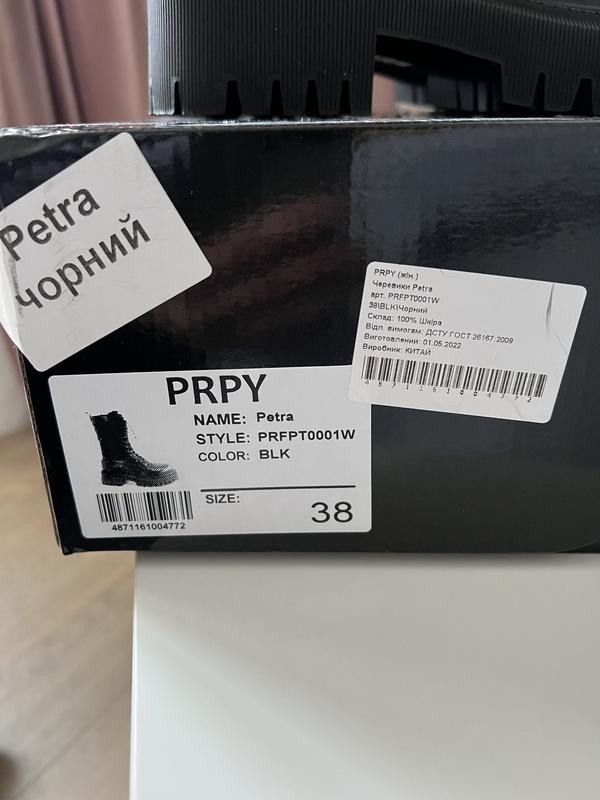 Petra
чорний
PRPY (жін.)
Черевики Petra
арт. PRFPT0001W
38\BLK\Чорний
Склад: 100% Шкіра
Відп. вимогам: ДСТУ ГОСТ 26167:2009
Виготовлений: 01.05.2022
Виробник: КИТАЙ
4871161004772
PRPY
NAME: Petra
STYLE: PRFPT0001W
COLOR: BLK
SIZE:
38
4871161004772